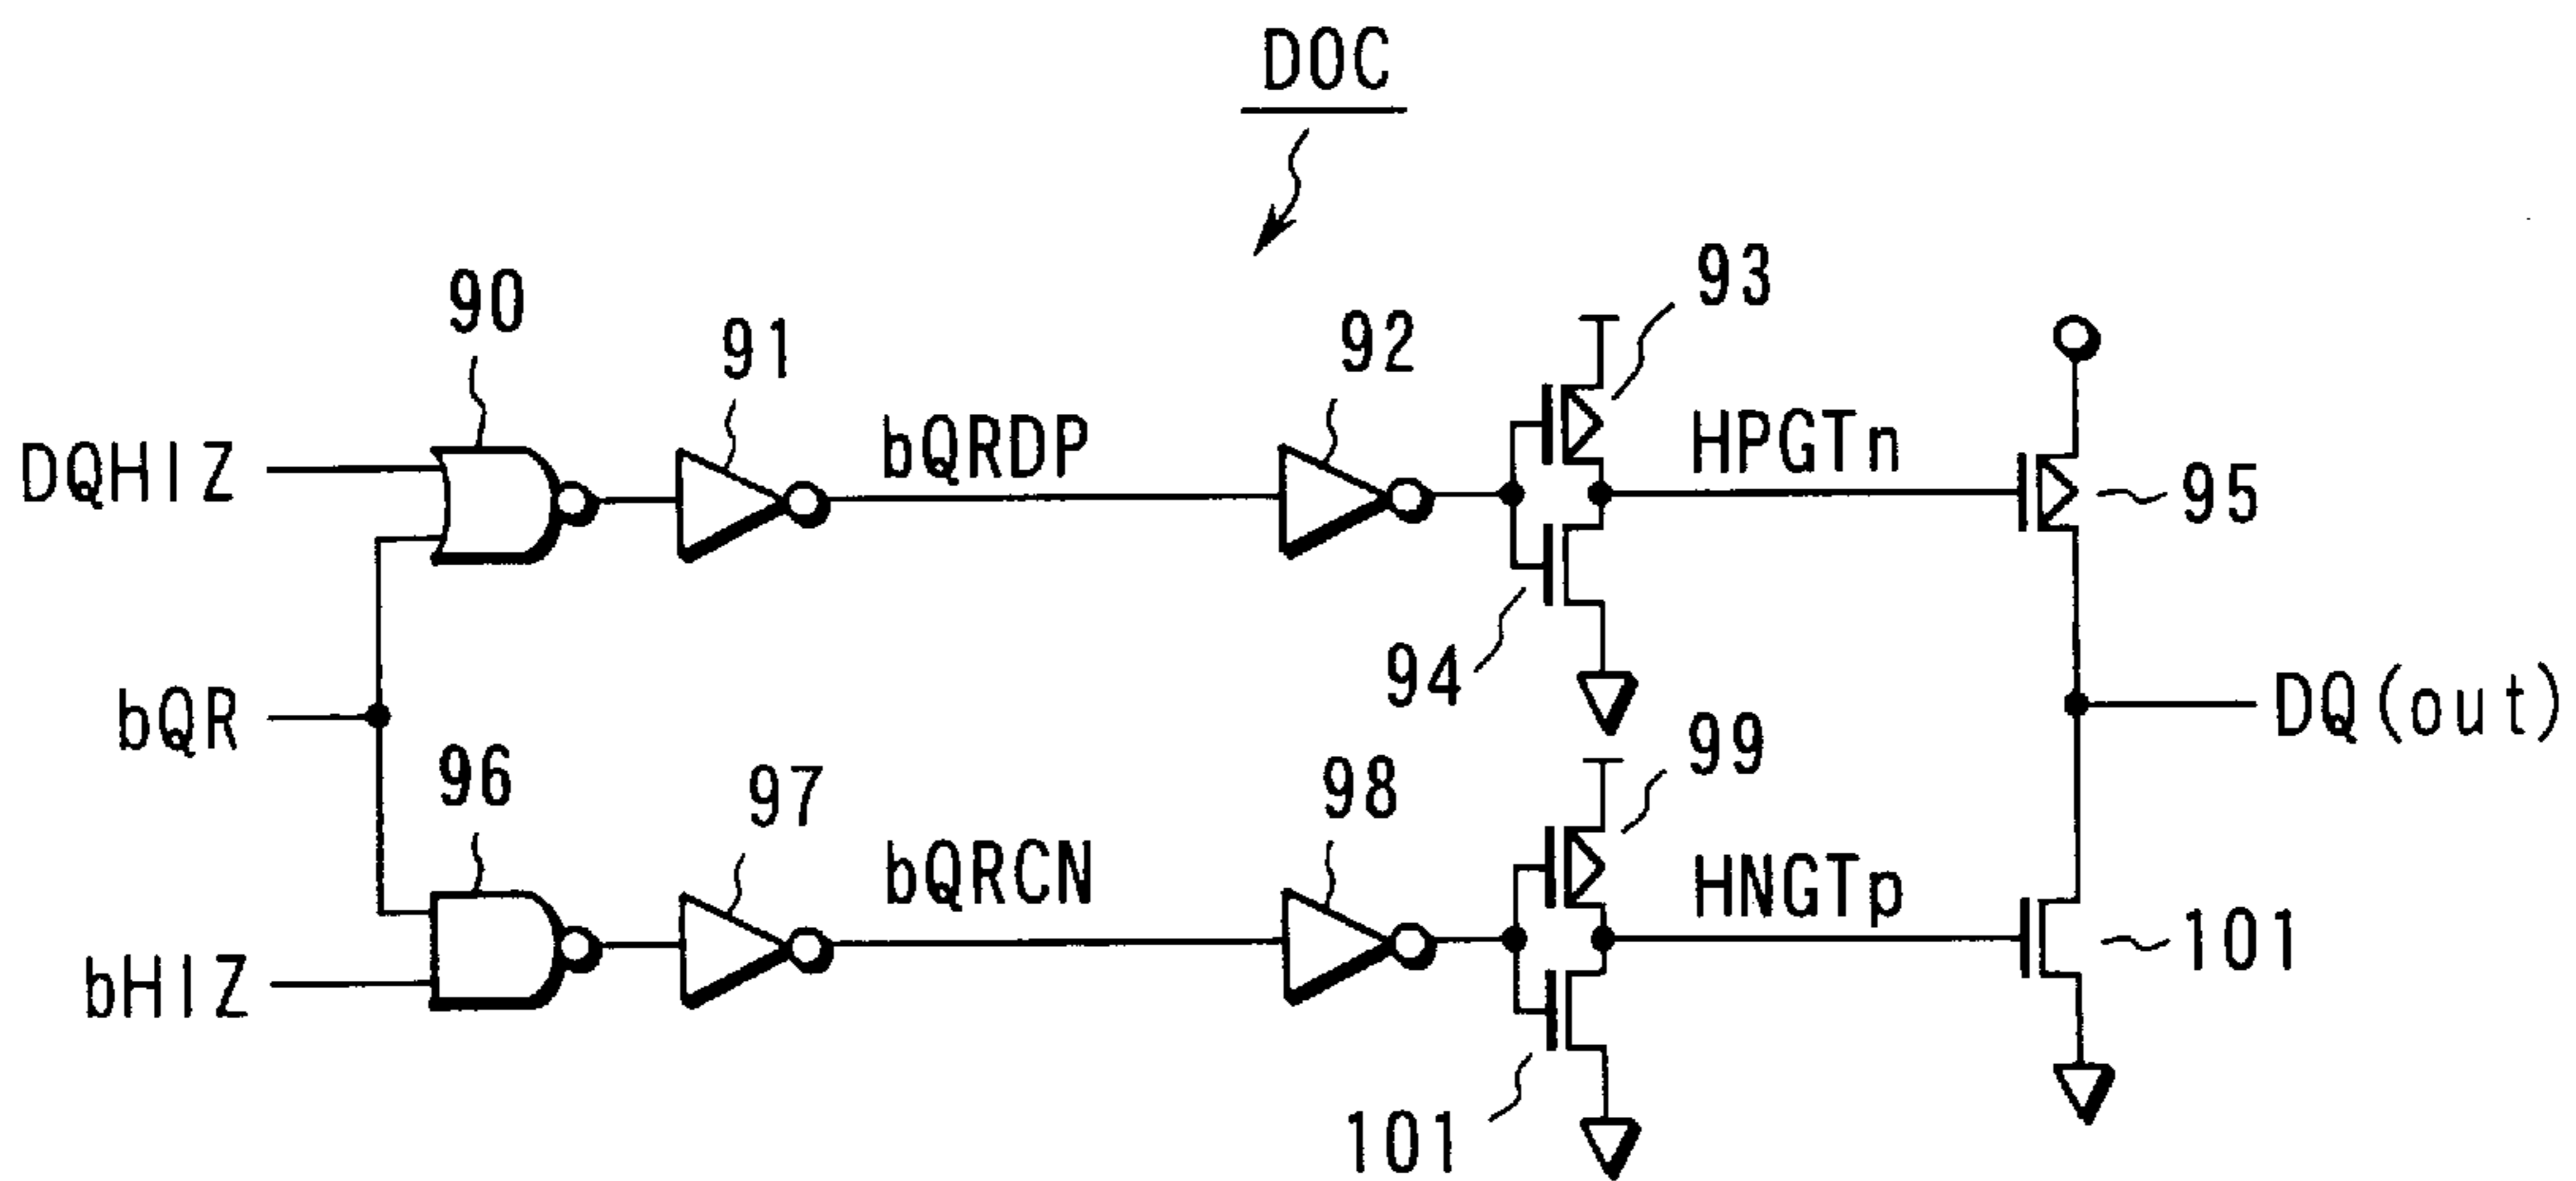 DOC
90
91
92
93
DQHIZ
bQRDP
HPGTn
95
94
bQR
DQ(out)
96
97
98
99
bQRCN
HNGTp
101
bHIZ
101